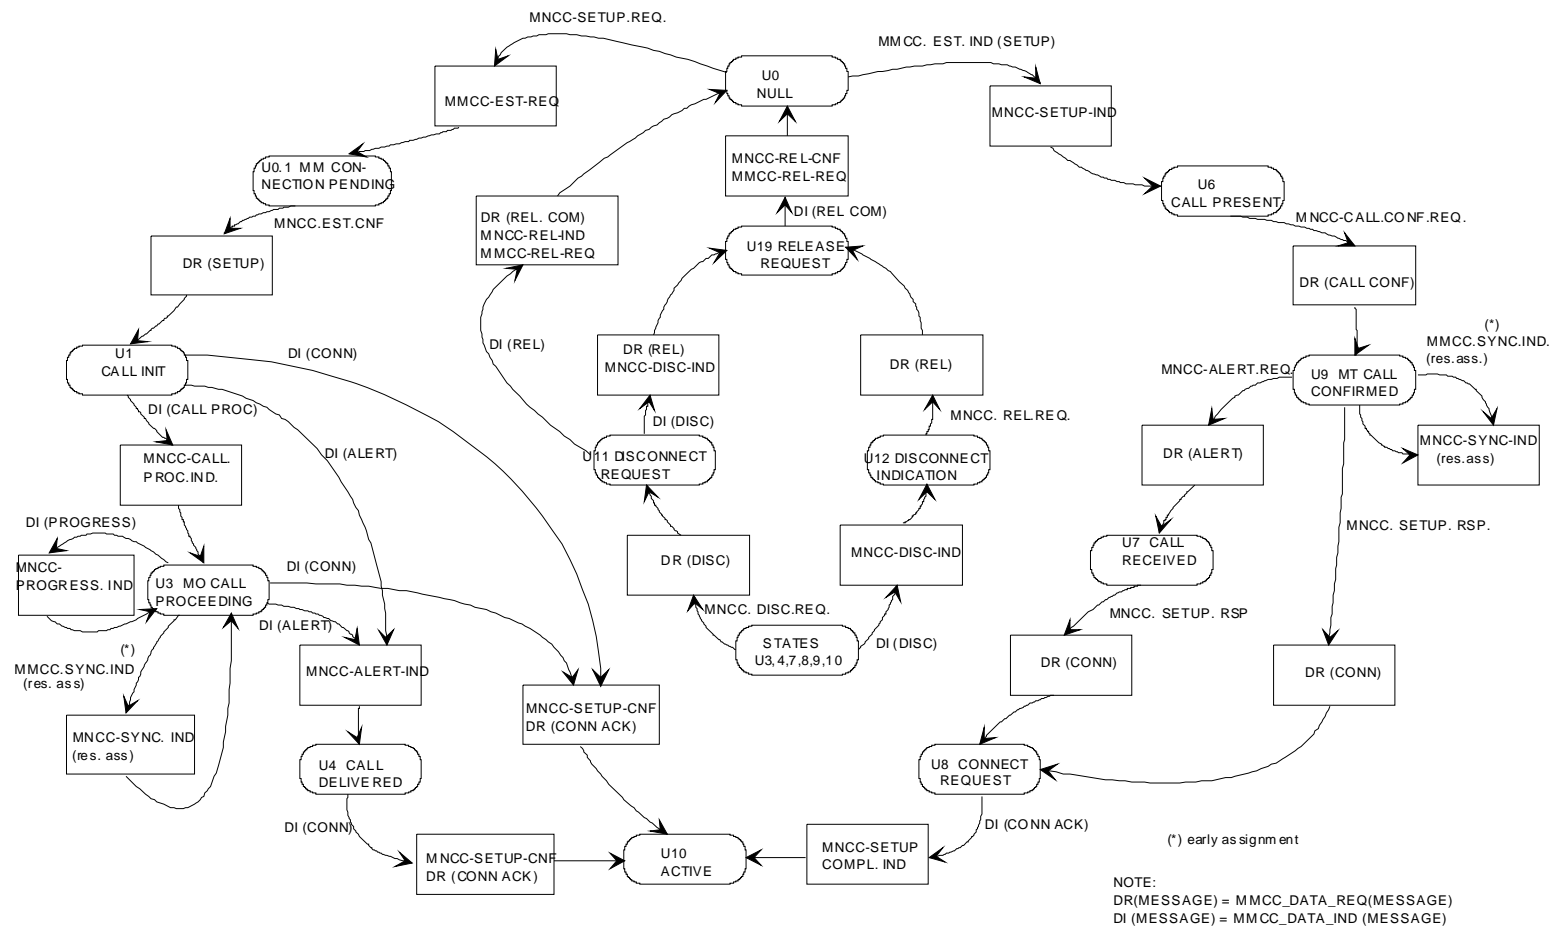 MNCC-SETUP.REQ.
MMCC. EST. IND (SETUP)
U0
NULL
MMCC-EST-REQ
MNCC-SETUP-IND
MNCC-REL-CNF
MMCC-REL-REQ
U0.1 MM CON-
NECTION PENDING
U6
CALL PRESENT
DI (REL COM)
MNCC.EST.CNF
DR (REL. COM)
MNCC-REL-IND
MMCC-REL-REQ
MNCC-CALL.CONF.REQ.
U19 RELEASE
REQUEST
DR (SETUP)
DR (CALL CONF)
(*)
MMCC.SYNC.IND.
(res.ass.)
U1
CALL INIT
DI (CONN)
DI (REL)
DR (REL)
MNCC-DISC-IND
DR (REL)
MNCC-ALERT.REQ.
U9 MT CALL
CONFIRMED
DI (CALL PROC)
DI (DISC)
MNCC. REL.REQ.
MNCC-SYNC-IND
(res.ass)
MNCC-CALL.
PROC.IND.
DI (ALERT)
U11 DISCONNECT
REQUEST
U12 DISCONNECT
INDICATION
DR (ALERT)
DI (PROGRESS)
MNCC. SETUP. RSP.
MNCC-
PROGRESS. IND
U3 MO CALL
PROCEEDING
DI (CONN)
DR (DISC)
MNCC-DISC-IND
U7 CALL
RECEIVED
DI (ALERT)
MNCC. DISC.REQ.
MNCC. SETUP. RSP
STATES
U3,4,7,8,9,10
DI (DISC)
(*)
MMCC.SYNC.IND
(res. ass)
MNCC-ALERT-IND
DR (CONN)
DR (CONN)
MNCC-SETUP-CNF
DR (CONN ACK)
MNCC-SYNC. IND
(res. ass)
U4 CALL
DELIVERED
U8 CONNECT
REQUEST
DI (CONN)
DI (CONN ACK)
MNCC-SETUP-CNF
DR (CONN ACK)
U10
ACTIVE
MNCC-SETUP
COMPL. IND
(*) early assignment
NOTE:
DR(MESSAGE) = MMCC_DATA_REQ(MESSAGE)
DI (MESSAGE) = MMCC_DATA_IND (MESSAGE)